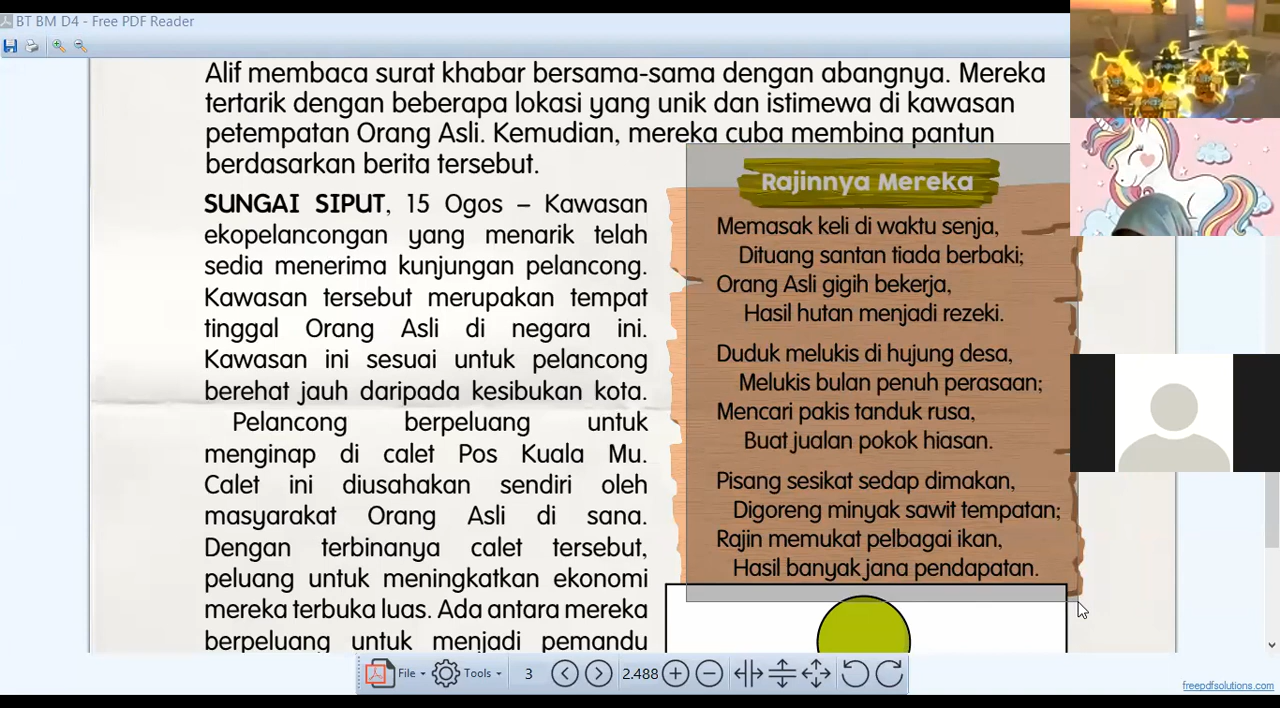 BT BM D4 - Free PDF Reader
Alif membaca surat khabar bersama-sama dengan abangnya. Mereka
tertarik dengan beberapa lokasi yang unik dan istimewa di kawasan
petempatan Orang Asli. Kemudian, mereka cuba membina pantun
berdasarkan berita tersebut.
SUNGAI SIPUT, 15 Ogos – Kawasan
ekopelancongan yang menarik telah
sedia menerima kunjungan pelancong.
Kawasan tersebut merupakan tempat
tinggal Orang Asli di negara ini.
Kawasan ini sesuai untuk pelancong
berehat jauh daripada kesibukan kota.
Pelancong berpeluang untuk
menginap di calet Pos Kuala Mu.
Calet ini diusahakan sendiri oleh
masyarakat Orang Asli di sana.
Dengan terbinanya calet tersebut,
peluang untuk meningkatkan ekonomi
mereka terbuka luas. Ada antara mereka
berpeluang untuk menjadi pemandu
Rajinnya Mereka
Memasak keli di waktu senja,
Dituang santan tiada berbaki;
Orang Asli gigih bekerja,
Hasil hutan menjadi rezeki.
Duduk melukis di hujung desa,
Melukis bulan penuh perasaan;
Mencari pakis tanduk rusa,
Buat jualan pokok hiasan.
Pisang sesikat sedap dimakan,
Digoreng minyak sawit tempatan;
Rajin memukat pelbagai ikan,
Hasil banyak jana pendapatan.
File
Tools
3
2.488
freepdfsolutions.com